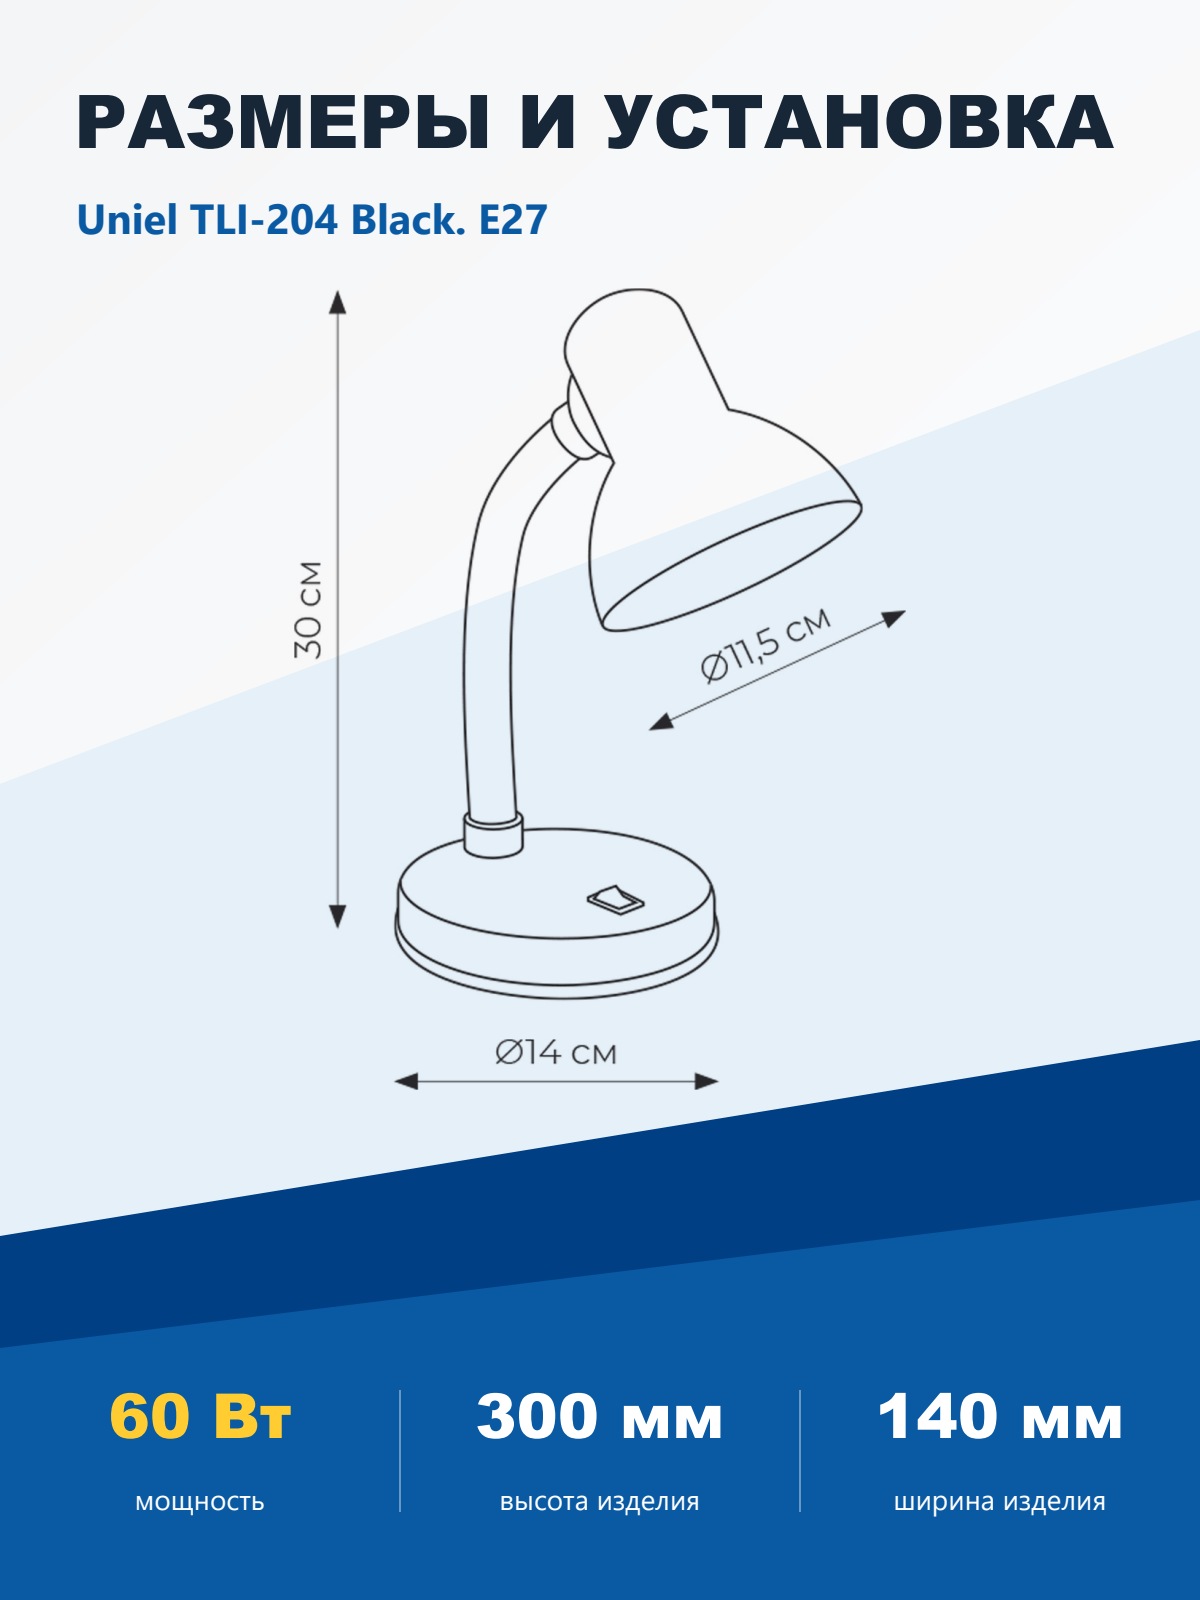 РАЗМЕРЫ И УСТАНОВКА
Uniel TLI-204 Black. E27
30 см
Ø11,5 см
Ø14 см
60 Вт
мощность
300 мм
высота изделия
140 мм
ширина изделия